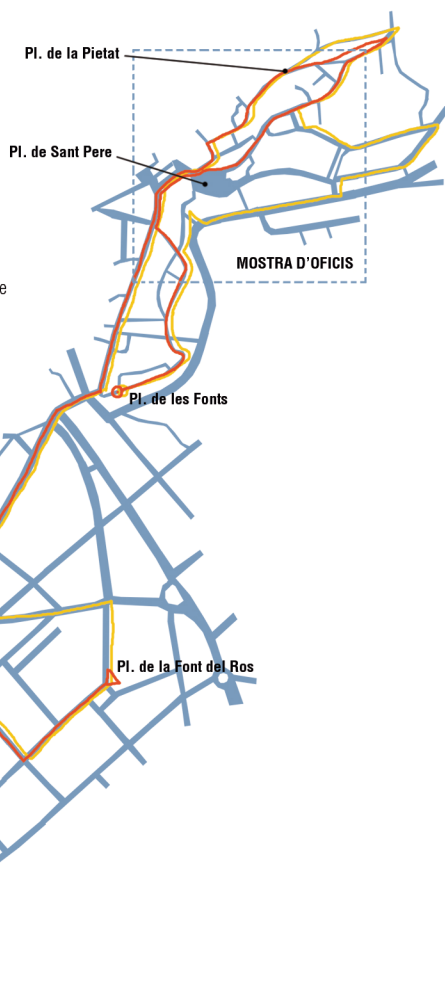 Pl. de la Pietat
Pl. de Sant Pere
MOSTRA D'OFICIS
e
Pl. de les Fonts
Pl. de la Font del Ros